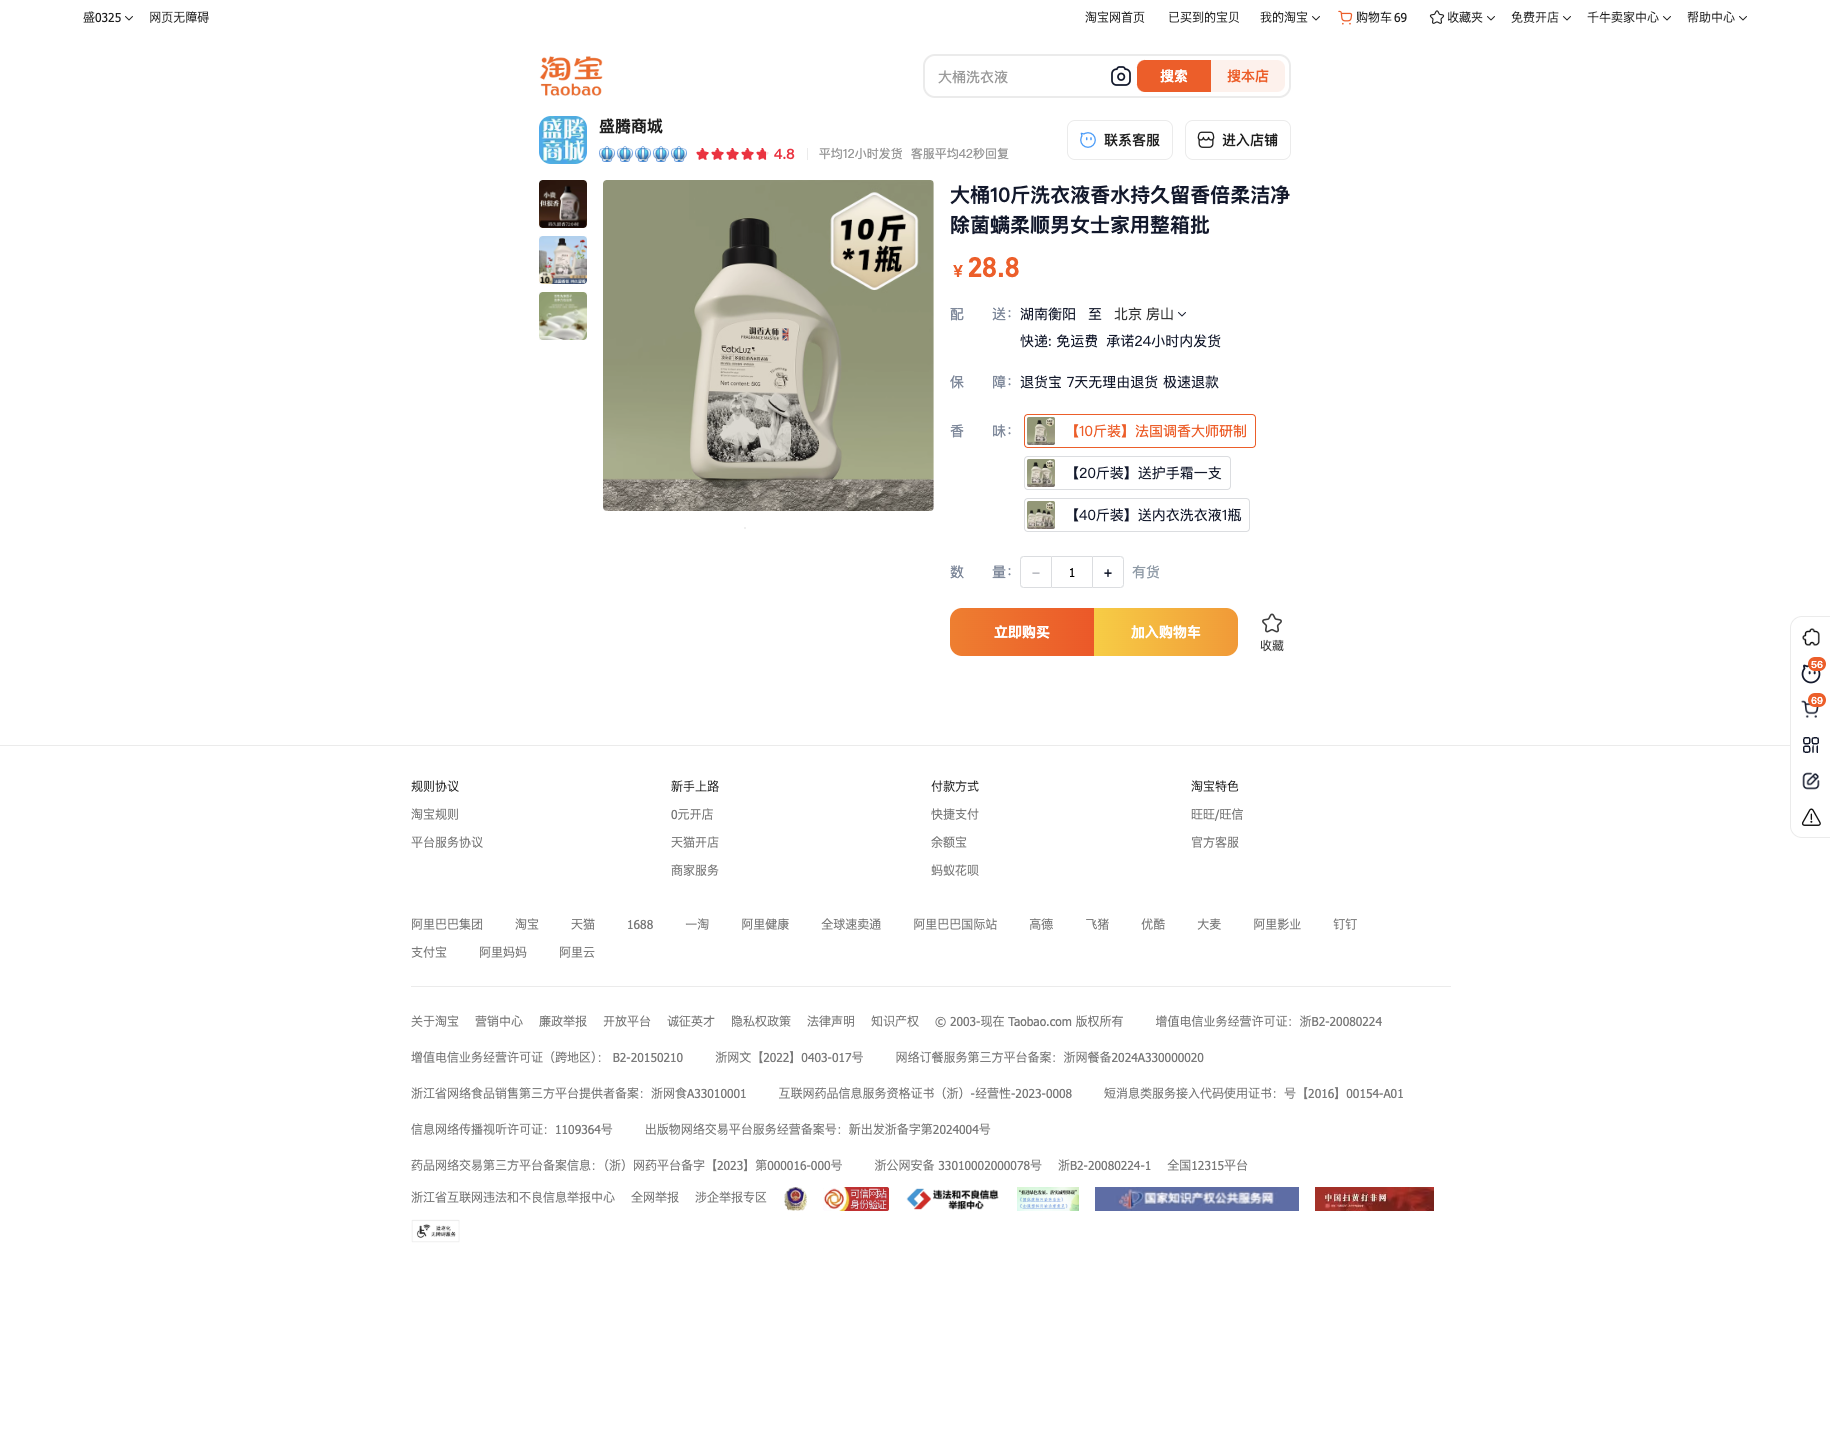 盛0325 网页无障碍 淘宝网首页 已买到的宝贝 我的淘宝 购物车 69 收藏夹 免费开店 千牛卖家中心 帮助中心
淘宝
Taobao
大桶洗衣液 搜索 搜本店
盛腾商城
盛腾
商城
4.8 平均12小时发货 客服平均42秒回复
联系客服 进入店铺
小瓷
但很香
10斤
*1瓶
调香大师
FRAGRANCE MASTER
EatxLuz
Net content: 5KG
大桶10斤洗衣液香水持久留香倍柔洁净
除菌螨柔顺男女士家用整箱批
¥ 28.8
配 送: 湖南衡阳 至 北京 房山
快递: 免运费 承诺24小时内发货
保 障: 退货宝 7天无理由退货 极速退款
香 味: 【10斤装】法国调香大师研制
【20斤装】送护手霜一支
【40斤装】送内衣洗衣液1瓶
数 量: − 1 + 有货
立即购买 加入购物车 收藏
56
69
规则协议 新手上路 付款方式 淘宝特色
淘宝规则 0元开店 快捷支付 旺旺/旺信
平台服务协议 天猫开店 余额宝 官方客服
商家服务 蚂蚁花呗
阿里巴巴集团 淘宝 天猫 1688 一淘 阿里健康 全球速卖通 阿里巴巴国际站 高德 飞猪 优酷 大麦 阿里影业 钉钉
支付宝 阿里妈妈 阿里云
关于淘宝 营销中心 廉政举报 开放平台 诚征英才 隐私权政策 法律声明 知识产权 © 2003-现在 Taobao.com 版权所有 增值电信业务经营许可证：浙B2-20080224
增值电信业务经营许可证（跨地区）： B2-20150210 浙网文【2022】0403-017号 网络订餐服务第三方平台备案：浙网餐备2024A330000020
浙江省网络食品销售第三方平台提供者备案：浙网食A33010001 互联网药品信息服务资格证书（浙）-经营性-2023-0008 短消息类服务接入代码使用证书：号【2016】00154-A01
信息网络传播视听许可证：1109364号 出版物网络交易平台服务经营备案号：新出发浙备字第2024004号
药品网络交易第三方平台备案信息：（浙）网药平台备字【2023】第000016-000号 浙公网安备 33010002000078号 浙B2-20080224-1 全国12315平台
浙江省互联网违法和不良信息举报中心 全网举报 涉企举报专区
可信网站
身份验证
违法和不良信息
举报中心
国家知识产权公共服务网
中国扫黄打非网